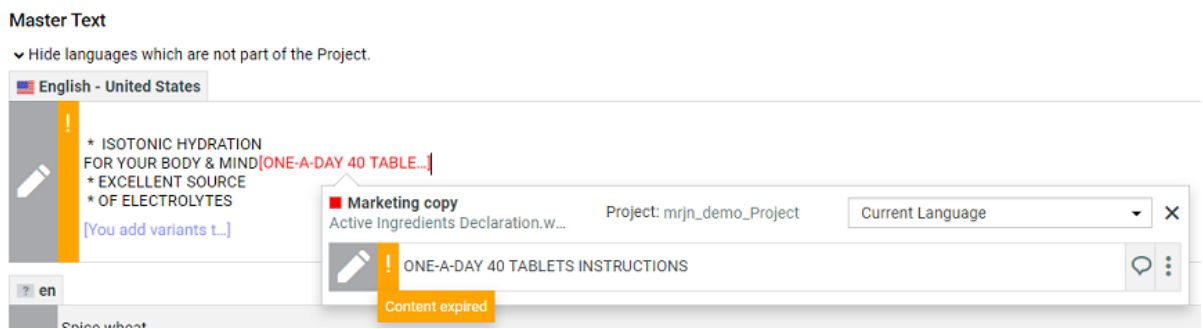 Master Text
Hide languages which are not part of the Project.
English - United States
!
* ISOTONIC HYDRATION
FOR YOUR BODY & MIND[ONE-A-DAY 40 TABLE...]
* EXCELLENT SOURCE
* OF ELECTROLYTES
[You add variants t...]
Marketing copy
Active Ingredients Declaration.w...
Project: mrjn_demo_Project
Current Language
! ONE-A-DAY 40 TABLETS INSTRUCTIONS
Content expired
? en
Spice wheat